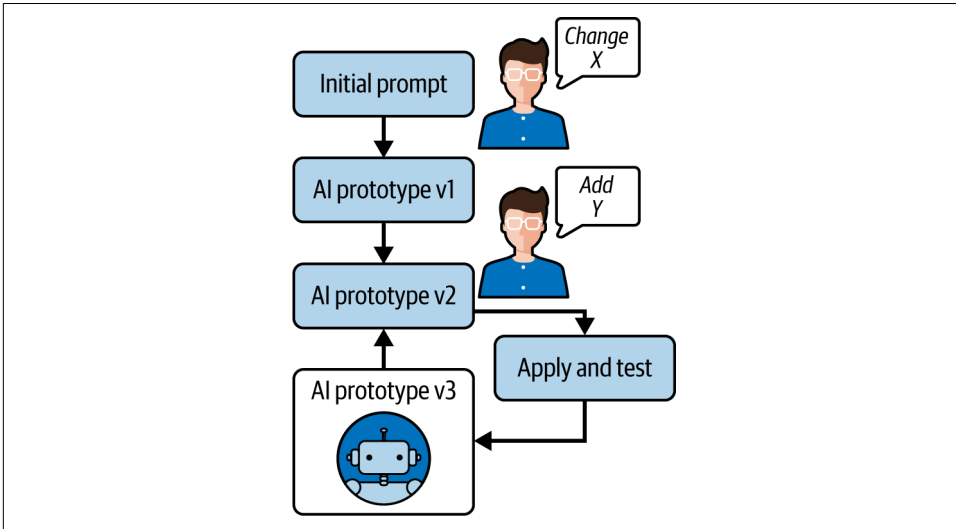 Change
X
Initial prompt
AI prototype v1
Add
Y
AI prototype v2
Apply and test
AI prototype v3